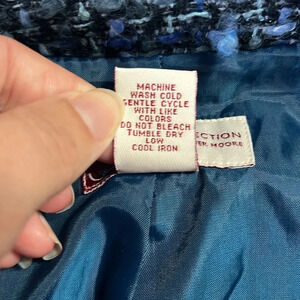 MACHINE
WASH COLD
GENTLE CYCLE
WITH LIKE
COLORS
DO NOT BLEACH
TUMBLE DRY
LOW
COOL IRON
ECTION
ER MOORE